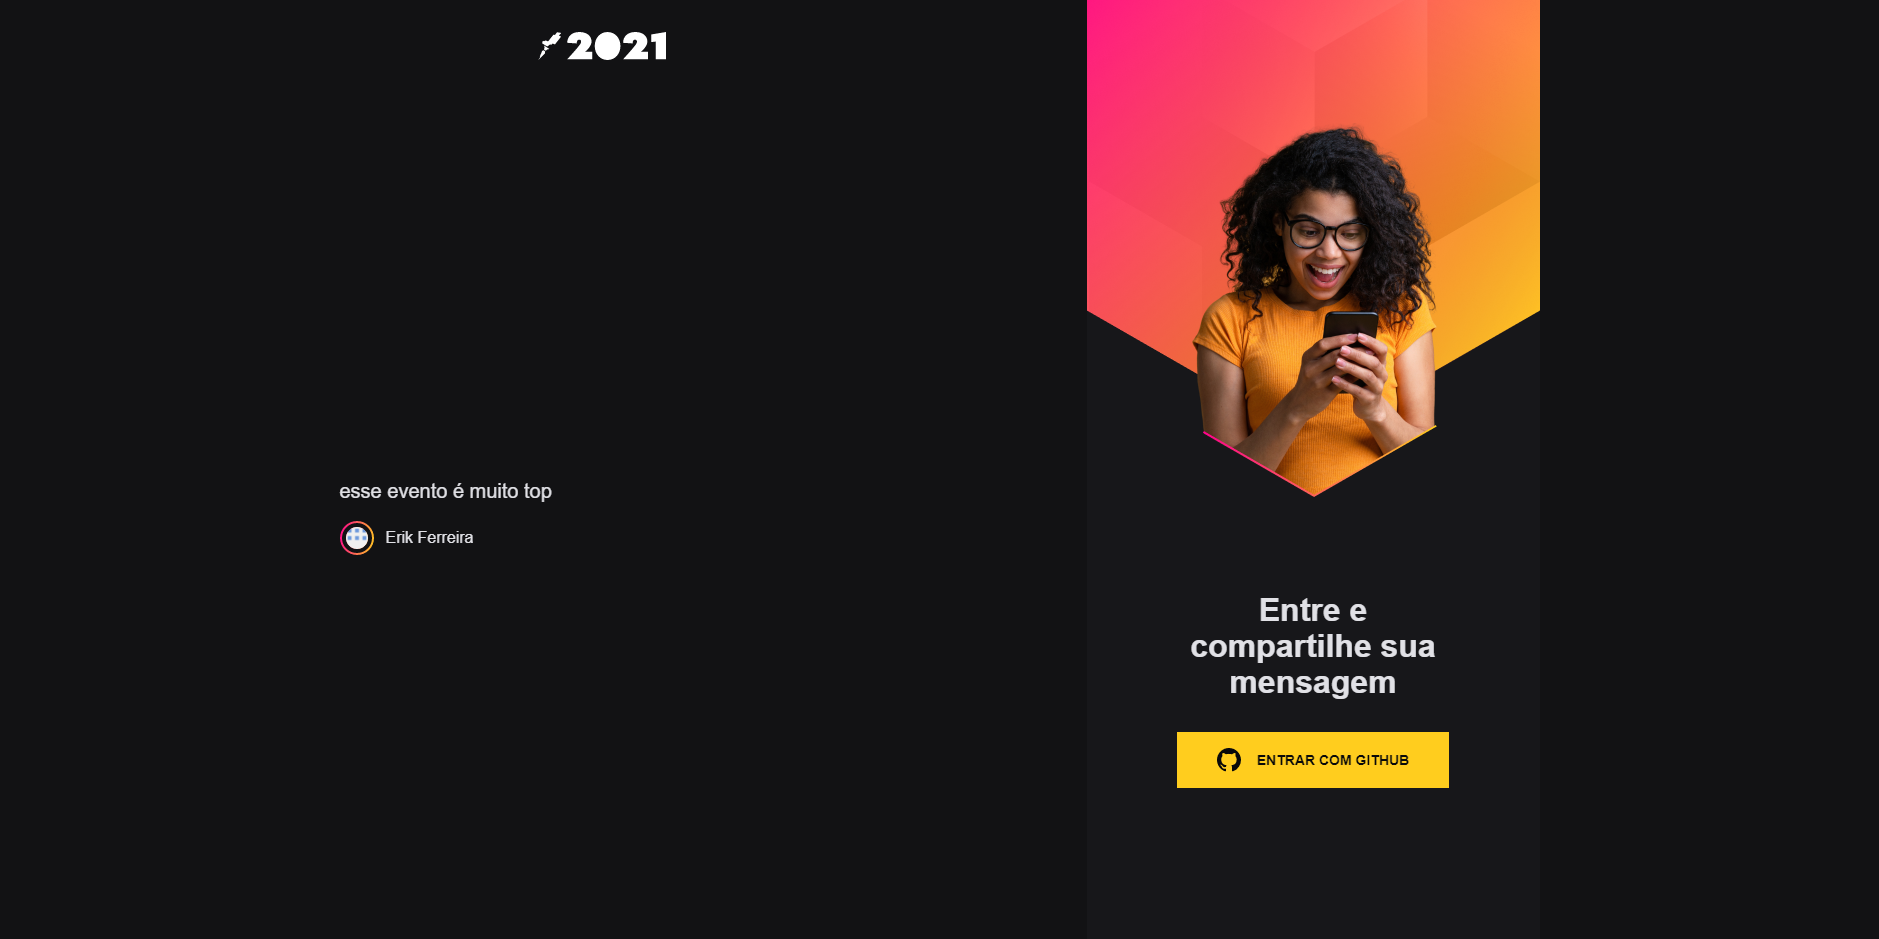 2021
esse evento é muito top
Erik Ferreira
Entre e
compartilhe sua
mensagem
ENTRAR COM GITHUB